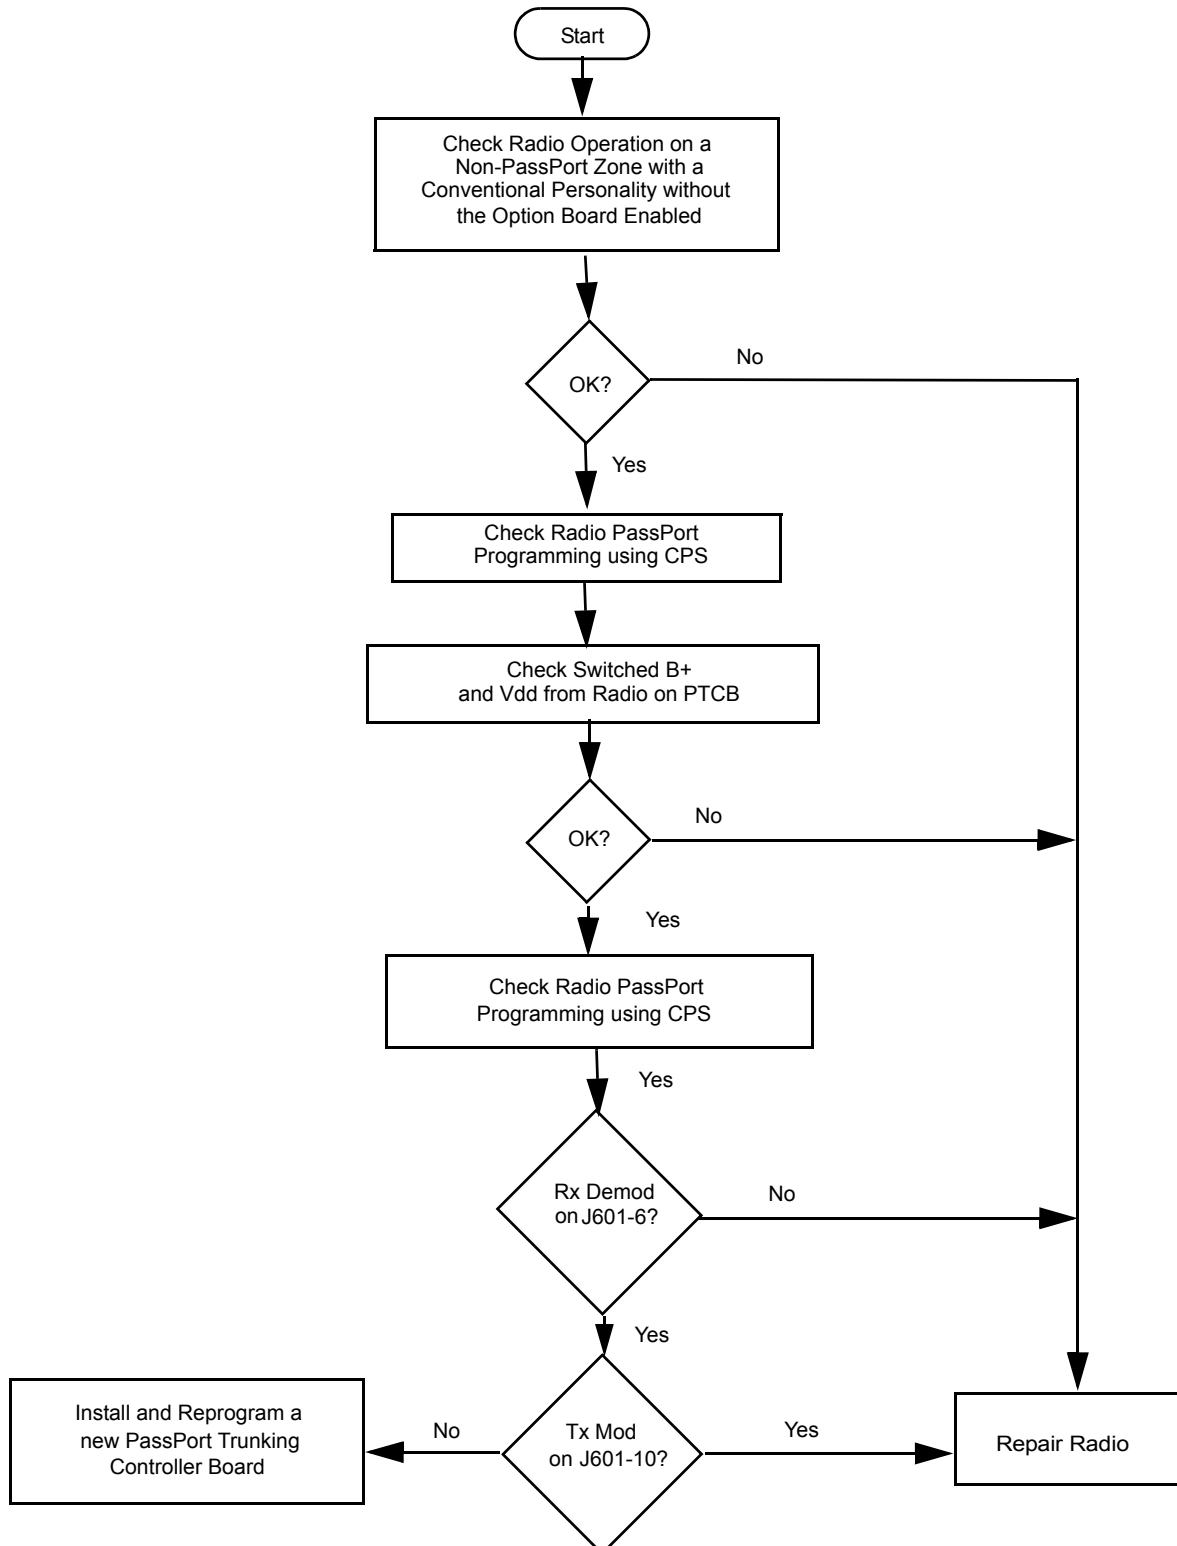 Start
Check Radio Operation on a
Non-PassPort Zone with a
Conventional Personality without
the Option Board Enabled
OK?
No
Yes
Check Radio PassPort
Programming using CPS
Check Switched B+
and Vdd from Radio on PTCB
OK?
No
Yes
Check Radio PassPort
Programming using CPS
Yes
Rx Demod
on J601-6?
No
Yes
Install and Reprogram a
new PassPort Trunking
Controller Board
No
Tx Mod
on J601-10?
Yes
Repair Radio